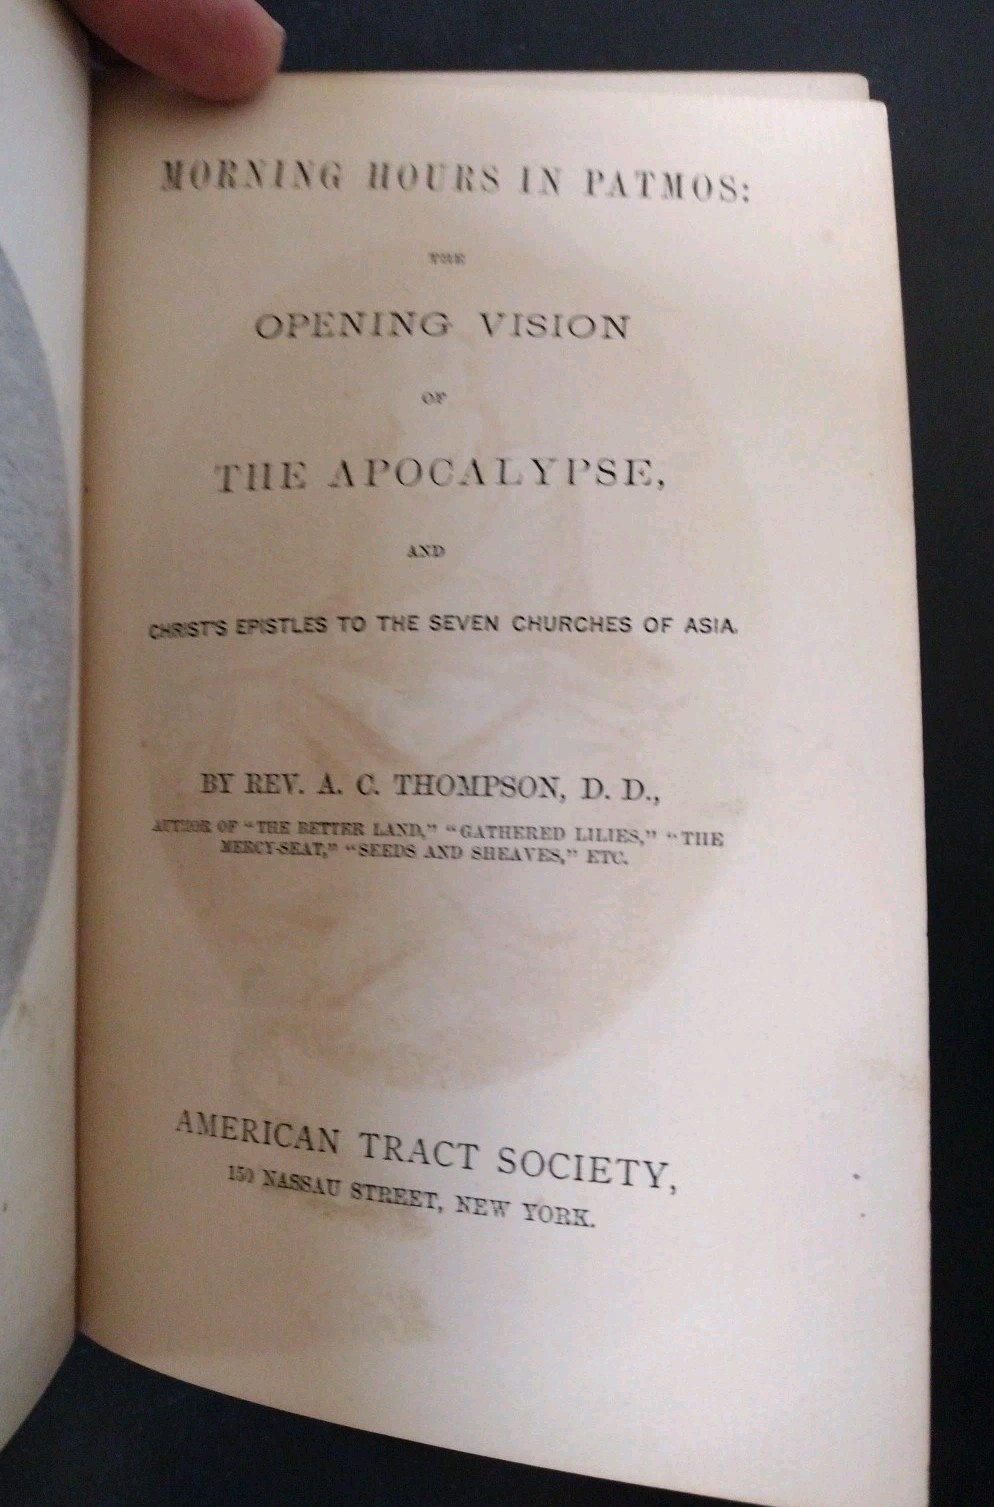 MORNING HOURS IN PATMOS:
THE
OPENING VISION
OF
THE APOCALYPSE,
AND
CHRIST'S EPISTLES TO THE SEVEN CHURCHES OF ASIA.
BY REV. A. C. THOMPSON, D. D.,
AUTHOR OF "THE BETTER LAND," "GATHERED LILIES," "THE
MERCY-SEAT," "SEEDS AND SHEAVES," ETC.
AMERICAN TRACT SOCIETY,
150 NASSAU STREET, NEW YORK.